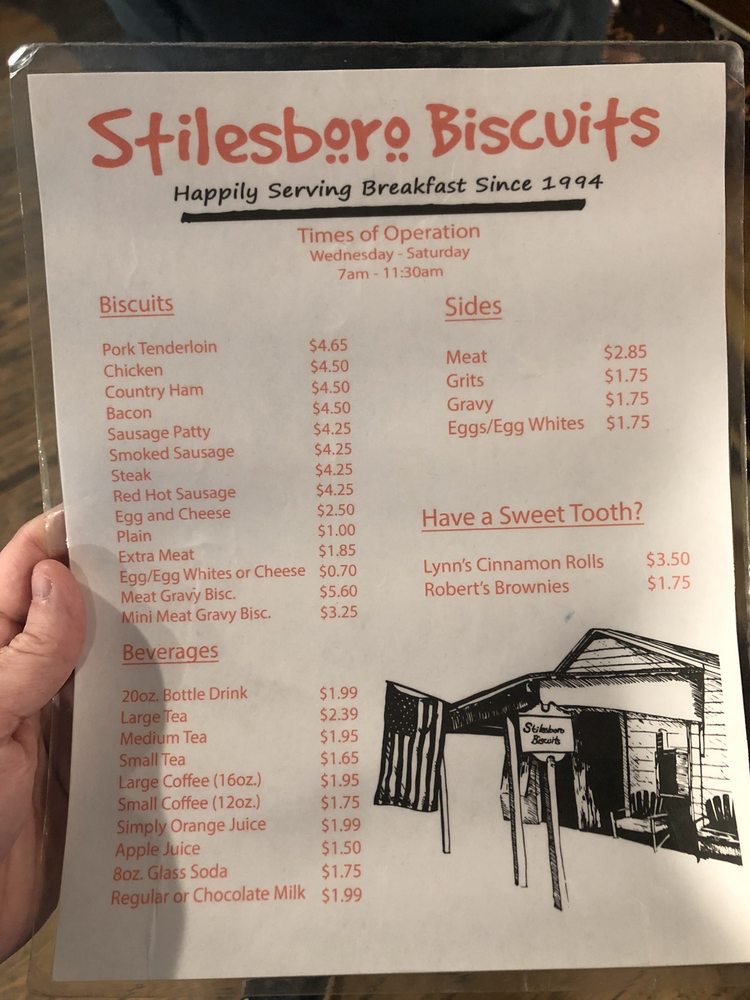 Stilesboro Biscuits
Happily Serving Breakfast Since 1994
Times of Operation
Wednesday - Saturday
7am - 11:30am
Biscuits
Pork Tenderloin $4.65
Chicken $4.50
Country Ham $4.50
Bacon $4.50
Sausage Patty $4.25
Smoked Sausage $4.25
Steak $4.25
Red Hot Sausage $4.25
Egg and Cheese $2.50
Plain $1.00
Extra Meat $1.85
Egg/Egg Whites or Cheese $0.70
Meat Gravy Bisc. $5.60
Mini Meat Gravy Bisc. $3.25
Beverages
20oz. Bottle Drink $1.99
Large Tea $2.39
Medium Tea $1.95
Small Tea $1.65
Large Coffee (16oz.) $1.95
Small Coffee (12oz.) $1.75
Simply Orange Juice $1.99
Apple Juice $1.50
8oz. Glass Soda $1.75
Regular or Chocolate Milk $1.99
Sides
Meat $2.85
Grits $1.75
Gravy $1.75
Eggs/Egg Whites $1.75
Have a Sweet Tooth?
Lynn's Cinnamon Rolls $3.50
Robert's Brownies $1.75
Stilesboro
Biscuits